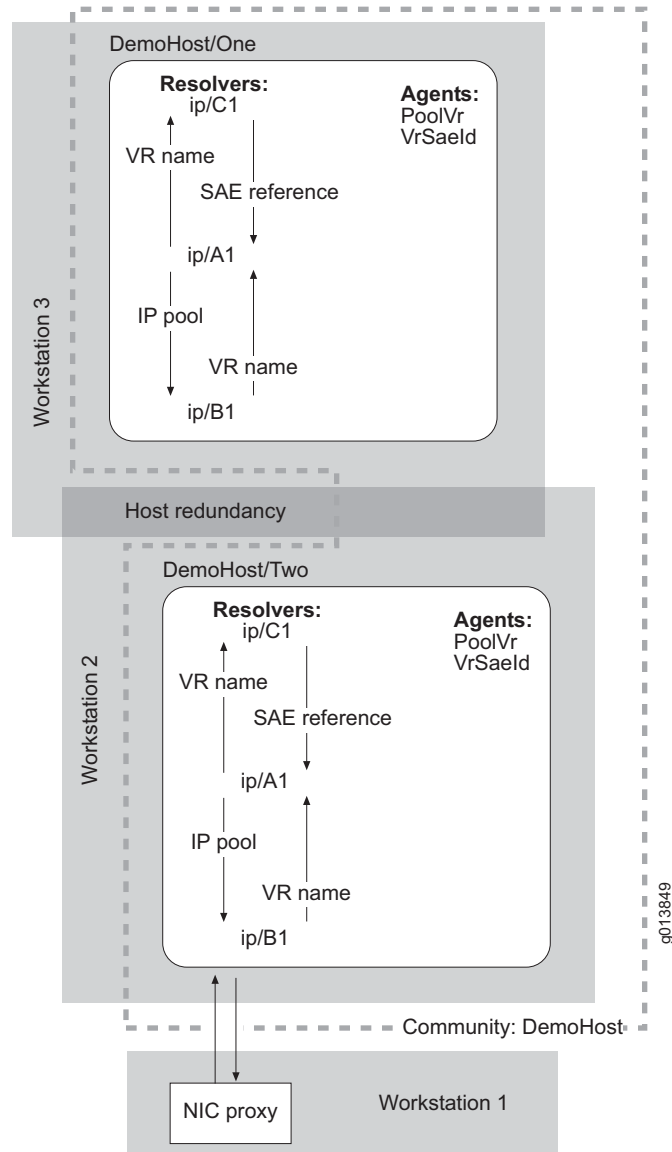 DemoHost/One
Resolvers:
ip/C1
Agents:
PoolVr
VrSaeId
VR name
SAE reference
ip/A1
IP pool
VR name
ip/B1
Workstation 3
Host redundancy
DemoHost/Two
Resolvers:
ip/C1
Agents:
PoolVr
VrSaeId
VR name
SAE reference
ip/A1
IP pool
VR name
ip/B1
Workstation 2
g013849
Community: DemoHost
NIC proxy
Workstation 1